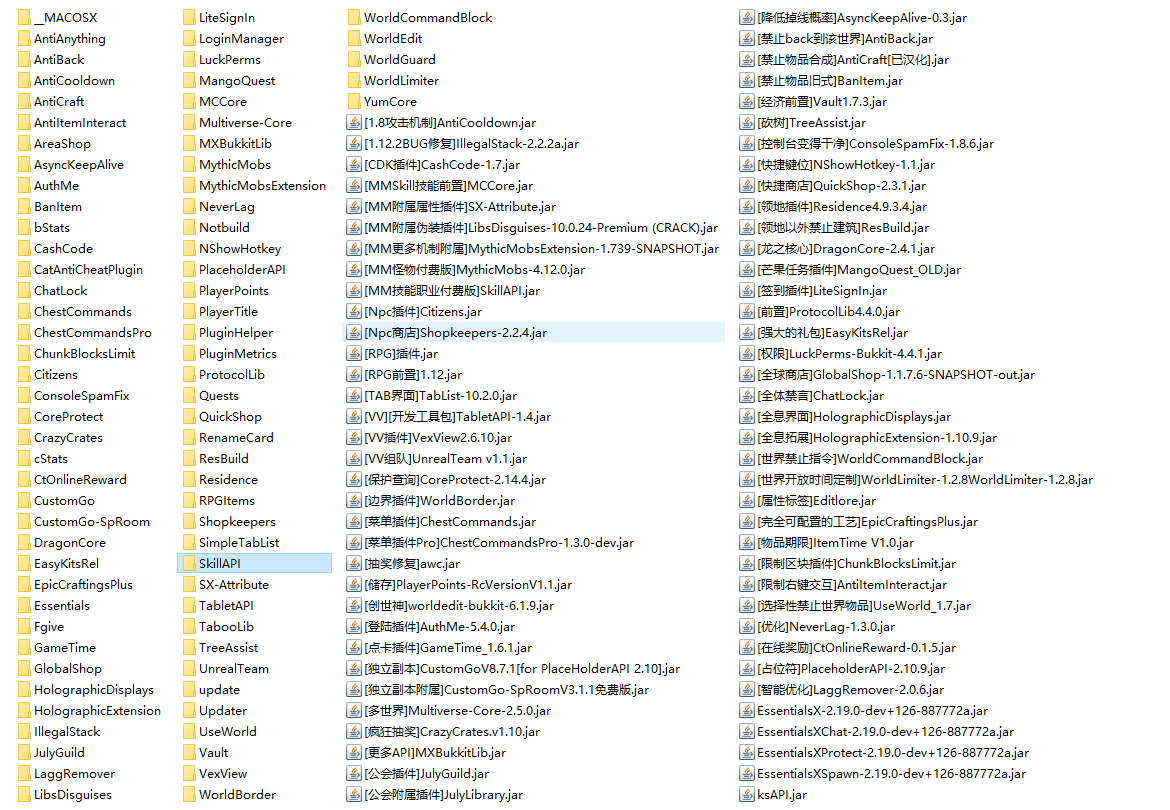 __MACOSX
AntiAnything
AntiBack
AntiCooldown
AntiCraft
AntiItemInteract
AreaShop
AsyncKeepAlive
AuthMe
BanItem
bStats
CashCode
CatAntiCheatPlugin
ChatLock
ChestCommands
ChestCommandsPro
ChunkBlocksLimit
Citizens
ConsoleSpamFix
CoreProtect
CrazyCrates
cStats
CtOnlineReward
CustomGo
CustomGo-SpRoom
DragonCore
EasyKitsRel
EpicCraftingsPlus
Essentials
Fgive
GameTime
GlobalShop
HolographicDisplays
HolographicExtension
IllegalStack
JulyGuild
LaggRemover
LibsDisguises
LiteSignIn
LoginManager
LuckPerms
MangoQuest
MCCore
Multiverse-Core
MXBukkitLib
MythicMobs
MythicMobsExtension
NeverLag
Notbuild
NShowHotkey
PlaceholderAPI
PlayerPoints
PlayerTitle
PluginHelper
PluginMetrics
ProtocolLib
Quests
QuickShop
RenameCard
ResBuild
Residence
RPGItems
Shopkeepers
SimpleTabList
SkillAPI
SX-Attribute
TabletAPI
TabooLib
TreeAssist
UnrealTeam
update
Updater
UseWorld
Vault
VexView
WorldBorder
WorldCommandBlock
WorldEdit
WorldGuard
WorldLimiter
YumCore
[1.8攻击机制]AntiCooldown.jar
[1.12.2BUG修复]IllegalStack-2.2.2a.jar
[CDK插件]CashCode-1.7.jar
[MMSkill技能前置]MCCore.jar
[MM附属属性插件]SX-Attribute.jar
[MM附属伪装插件]LibsDisguises-10.0.24-Premium (CRACK).jar
[MM更多机制附属]MythicMobsExtension-1.739-SNAPSHOT.jar
[MM怪物付费版]MythicMobs-4.12.0.jar
[MM技能职业付费版]SkillAPI.jar
[Npc插件]Citizens.jar
[Npc商店]Shopkeepers-2.2.4.jar
[RPG]插件.jar
[RPG前置]1.12.jar
[TAB界面]TabList-10.2.0.jar
[VV][开发工具包]TabletAPI-1.4.jar
[VV插件]VexView2.6.10.jar
[VV组队]UnrealTeam v1.1.jar
[保护查询]CoreProtect-2.14.4.jar
[边界插件]WorldBorder.jar
[菜单插件]ChestCommands.jar
[菜单插件Pro]ChestCommandsPro-1.3.0-dev.jar
[抽奖修复]awc.jar
[储存]PlayerPoints-RcVersionV1.1.jar
[创世神]worldedit-bukkit-6.1.9.jar
[登陆插件]AuthMe-5.4.0.jar
[点卡插件]GameTime_1.6.1.jar
[独立副本]CustomGoV8.7.1[for PlaceHolderAPI 2.10].jar
[独立副本附属]CustomGo-SpRoomV3.1.1免费版.jar
[多世界]Multiverse-Core-2.5.0.jar
[疯狂抽奖]CrazyCrates.v1.10.jar
[更多API]MXBukkitLib.jar
[公会插件]JulyGuild.jar
[公会附属插件]JulyLibrary.jar
[降低掉线概率]AsyncKeepAlive-0.3.jar
[禁止back到该世界]AntiBack.jar
[禁止物品合成]AntiCraft[已汉化].jar
[禁止物品旧式]BanItem.jar
[经济前置]Vault1.7.3.jar
[砍树]TreeAssist.jar
[控制台变得干净]ConsoleSpamFix-1.8.6.jar
[快捷键位]NShowHotkey-1.1.jar
[快捷商店]QuickShop-2.3.1.jar
[领地插件]Residence4.9.3.4.jar
[领地以外禁止建筑]ResBuild.jar
[龙之核心]DragonCore-2.4.1.jar
[芒果任务插件]MangoQuest_OLD.jar
[签到插件]LiteSignIn.jar
[前置]ProtocolLib4.4.0.jar
[强大的礼包]EasyKitsRel.jar
[权限]LuckPerms-Bukkit-4.4.1.jar
[全球商店]GlobalShop-1.1.7.6-SNAPSHOT-out.jar
[全体禁言]ChatLock.jar
[全息界面]HolographicDisplays.jar
[全息拓展]HolographicExtension-1.10.9.jar
[世界禁止指令]WorldCommandBlock.jar
[世界开放时间定制]WorldLimiter-1.2.8WorldLimiter-1.2.8.jar
[属性标签]Editlore.jar
[完全可配置的工艺]EpicCraftingsPlus.jar
[物品期限]ItemTime V1.0.jar
[限制区块插件]ChunkBlocksLimit.jar
[限制右键交互]AntiItemInteract.jar
[选择性禁止世界物品]UseWorld_1.7.jar
[优化]NeverLag-1.3.0.jar
[在线奖励]CtOnlineReward-0.1.5.jar
[占位符]PlaceholderAPI-2.10.9.jar
[智能优化]LaggRemover-2.0.6.jar
EssentialsX-2.19.0-dev+126-887772a.jar
EssentialsXChat-2.19.0-dev+126-887772a.jar
EssentialsXProtect-2.19.0-dev+126-887772a.jar
EssentialsXSpawn-2.19.0-dev+126-887772a.jar
ksAPI.jar